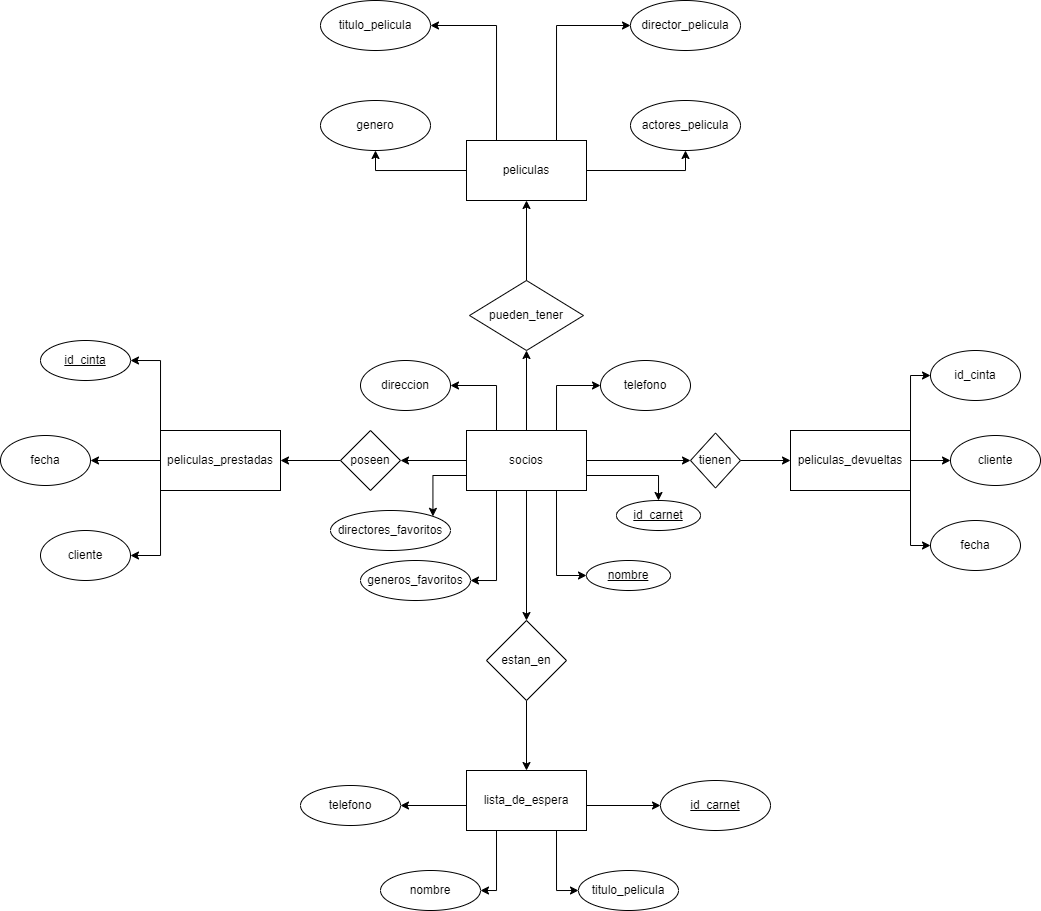 titulo_pelicula
director_pelicula
genero
actores_pelicula
peliculas
pueden_tener
id_cinta
direccion
telefono
id_cinta
fecha
peliculas_prestadas
poseen
socios
tienen
peliculas_devueltas
cliente
id_carnet
directores_favoritos
cliente
fecha
generos_favoritos
nombre
estan_en
telefono
lista_de_espera
id_carnet
nombre
titulo_pelicula